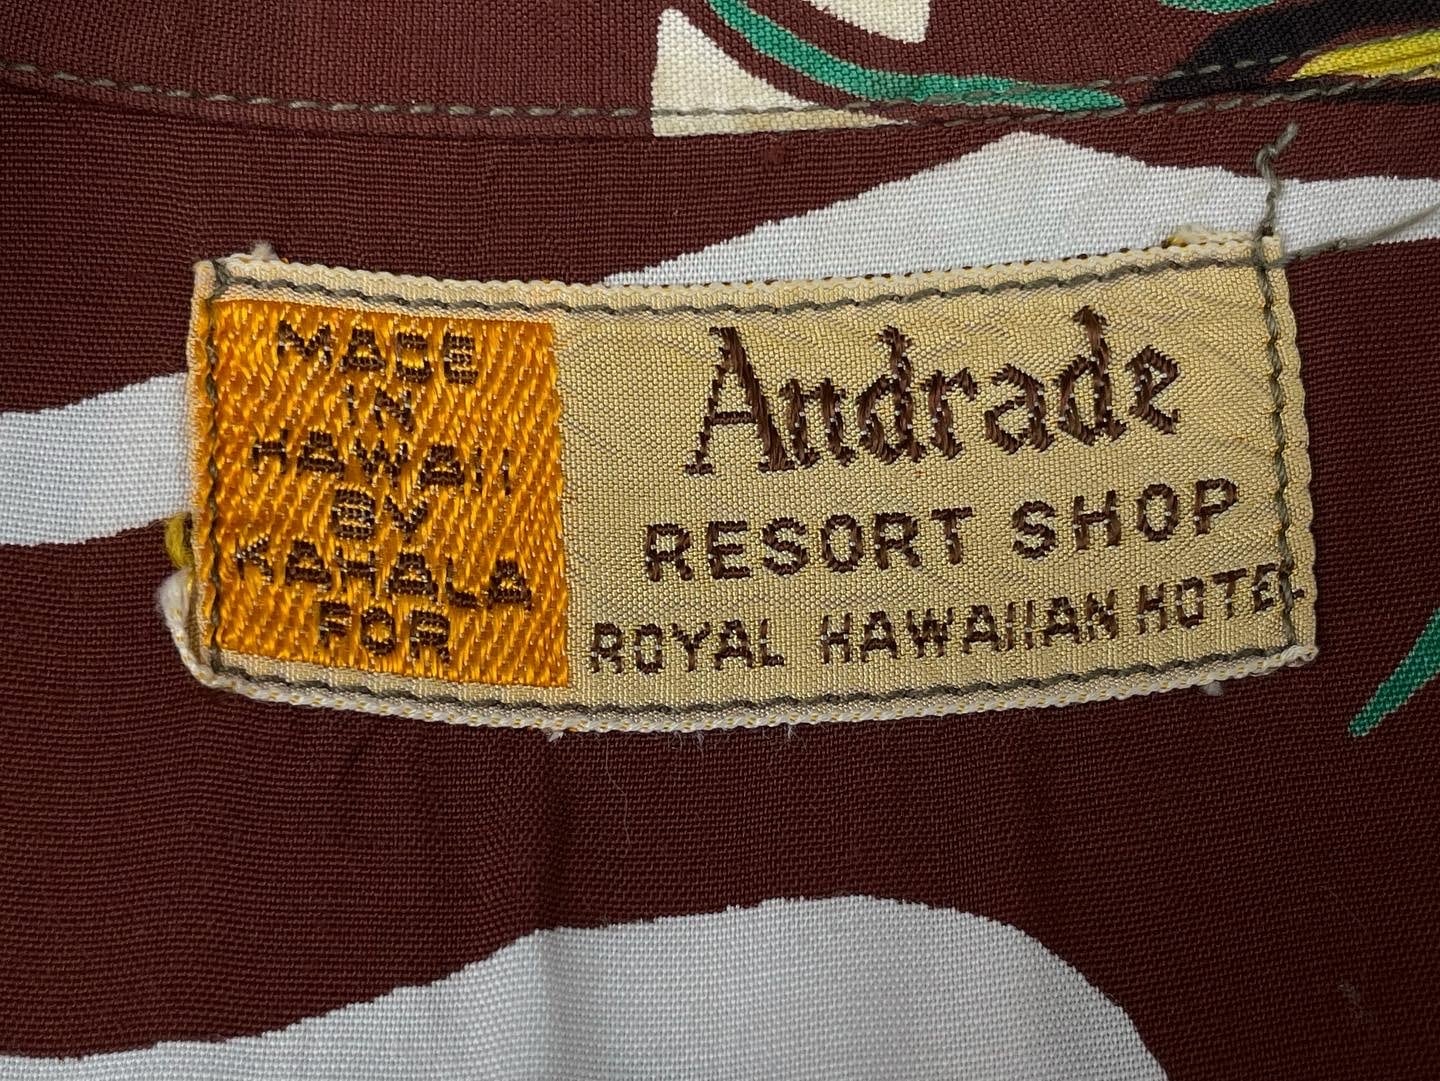 MADE
IN
HAWAII
BY
KAHALA
FOR
Andrade
RESORT SHOP
ROYAL HAWAIIAN HOTEL